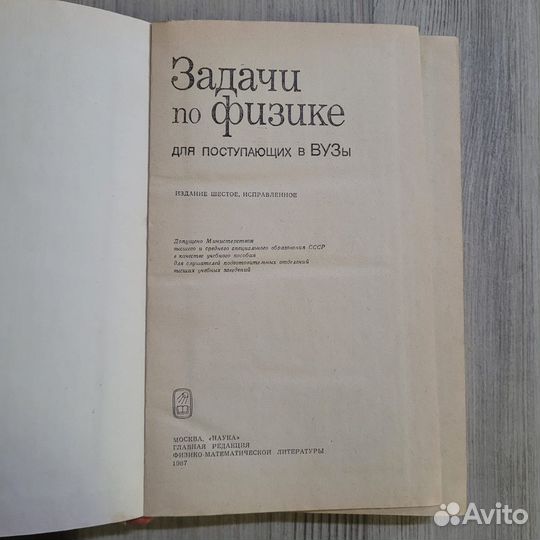 Задачи
по физике
для поступающих в ВУЗы
ИЗДАНИЕ ШЕСТОЕ, ИСПРАВЛЕННОЕ
Допущено Министерством
высшего и среднего специального образования СССР
в качестве учебного пособия
для слушателей подготовительных отделений
высших учебных заведений
МОСКВА, «НАУКА»
ГЛАВНАЯ РЕДАКЦИЯ
ФИЗИКО-МАТЕМАТИЧЕСКОЙ ЛИТЕРАТУРЫ
1987
Avito